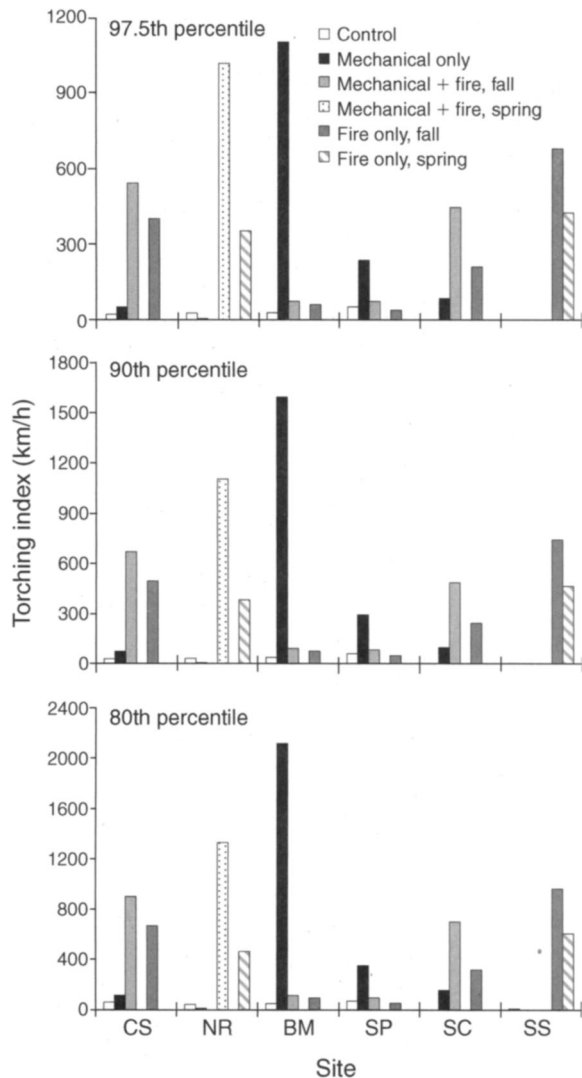 97.5th percentile
Control
Mechanical only
Mechanical + fire, fall
Mechanical + fire, spring
Fire only, fall
Fire only, spring
1200
900
600
300
0
90th percentile
1800
1500
1200
900
600
300
0
Torching index (km/h)
80th percentile
2400
2000
1600
1200
800
400
0
CS NR BM SP SC SS
Site